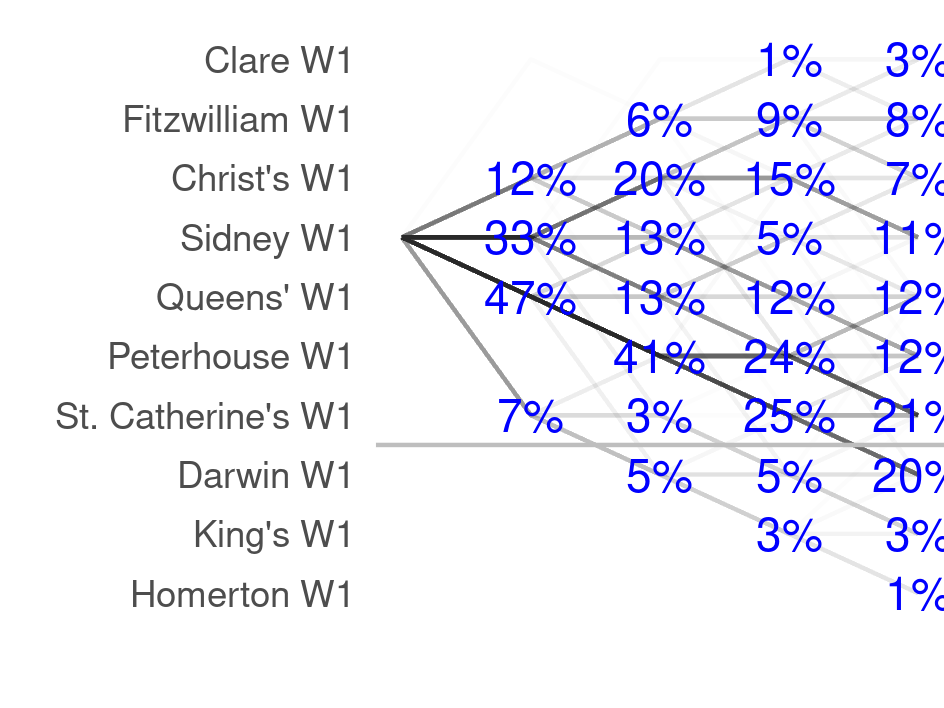 Clare W1 1% 3%
Fitzwilliam W1 6% 9% 8%
Christ's W1 12% 20% 15% 7%
Sidney W1 33% 13% 5% 11%
Queens' W1 47% 13% 12% 12%
Peterhouse W1 41% 24% 12%
St. Catherine's W1 7% 3% 25% 21%
Darwin W1 5% 5% 20%
King's W1 3% 3%
Homerton W1 1%